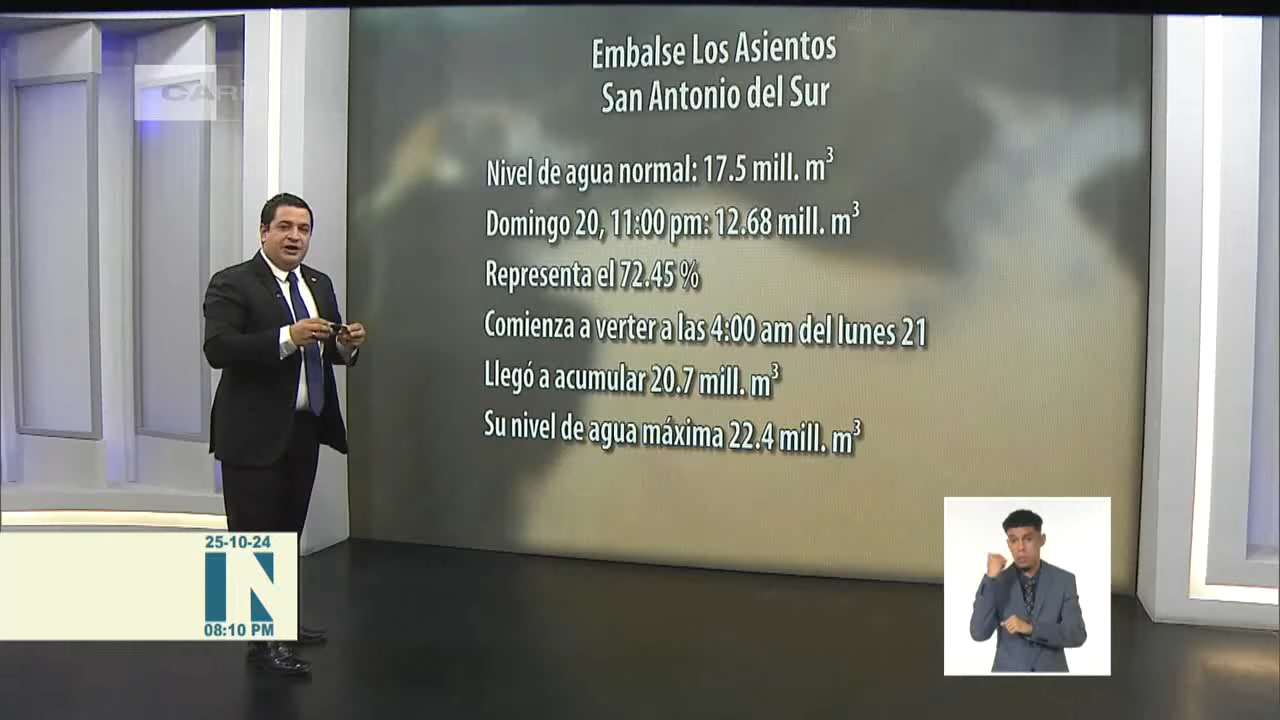 Embalse Los Asientos
San Antonio del Sur
Nivel de agua normal: 17.5 mill. m³
Domingo 20, 11:00 pm: 12.68 mill. m³
Representa el 72.45 %
Comienza a verter a las 4:00 am del lunes 21
Llegó a acumular 20.7 mill. m³
Su nivel de agua máxima 22.4 mill. m³
25-10-24
IN
08:10 PM